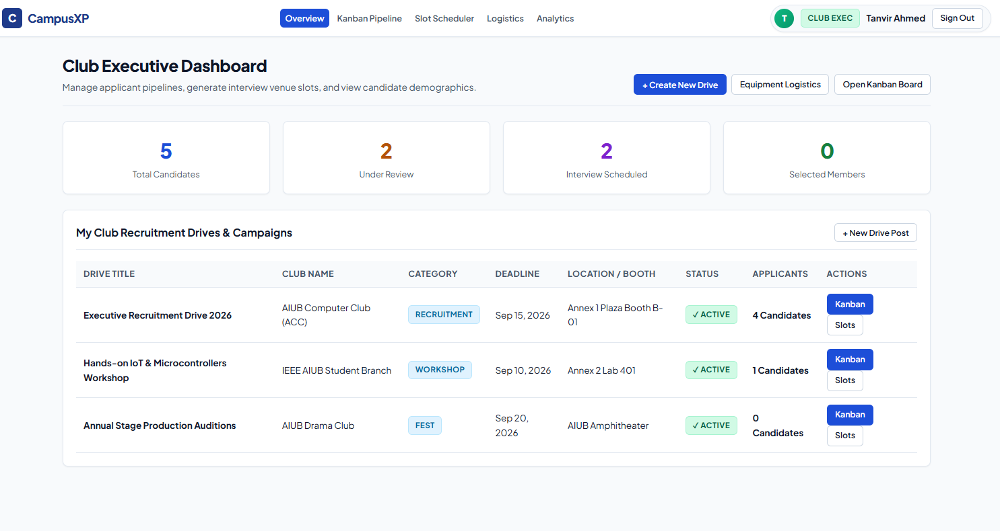 C CampusXP
Overview Kanban Pipeline Slot Scheduler Logistics Analytics
T CLUB EXEC Tanvir Ahmed Sign Out
Club Executive Dashboard
Manage applicant pipelines, generate interview venue slots, and view candidate demographics.
+ Create New Drive Equipment Logistics Open Kanban Board
5 2 2 0
Total Candidates Under Review Interview Scheduled Selected Members
My Club Recruitment Drives & Campaigns
+ New Drive Post
DRIVE TITLE CLUB NAME CATEGORY DEADLINE LOCATION / BOOTH STATUS APPLICANTS ACTIONS
Executive Recruitment Drive 2026
AIUB Computer Club
(ACC)
RECRUITMENT
Sep 15, 2026
Annex 1 Plaza Booth B-
01
✓ ACTIVE
4 Candidates
Kanban
Slots
Hands-on IoT & Microcontrollers
Workshop
IEEE AIUB Student Branch
WORKSHOP
Sep 10, 2026
Annex 2 Lab 401
✓ ACTIVE
1 Candidates
Kanban
Slots
Annual Stage Production Auditions
AIUB Drama Club
FEST
Sep 20,
2026
AIUB Amphitheater
✓ ACTIVE
0
Candidates
Kanban
Slots